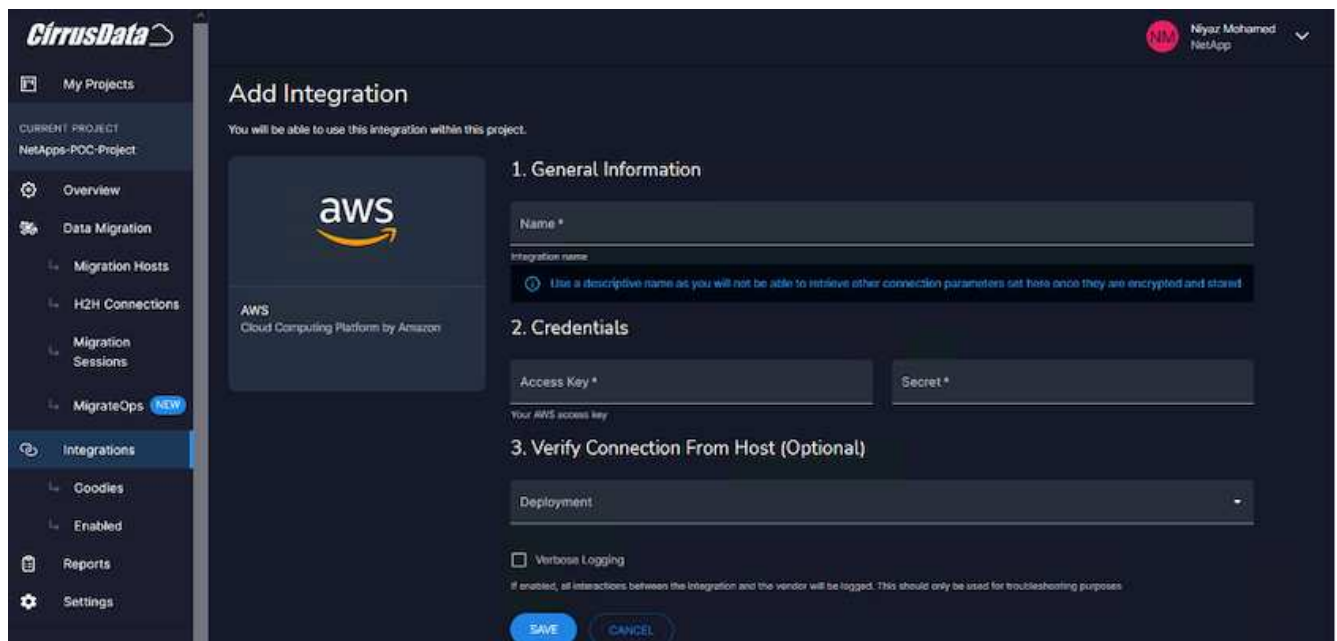 CirrusData
NM
Niyaz Mohamed
NetApp
My Projects
CURRENT PROJECT
NetApps-POC-Project
Overview
Data Migration
Migration Hosts
H2H Connections
Migration
Sessions
MigrateOps NEW
Integrations
Goodies
Enabled
Reports
Settings
Add Integration
You will be able to use this integration within this project.
aws
AWS
Cloud Computing Platform by Amazon
1. General Information
Name *
Integration name
Use a descriptive name as you will not be able to retrieve other connection parameters set here once they are encrypted and stored
2. Credentials
Access Key *
Secret *
Your AWS access key
3. Verify Connection From Host (Optional)
Deployment
Verbose Logging
If enabled, all interactions between the integration and the vendor will be logged. This should only be used for troubleshooting purposes
SAVE
CANCEL